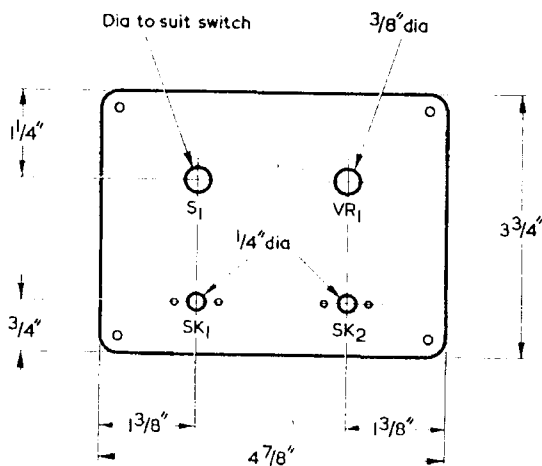 Dia to suit switch
3/8" dia
1 1/4"
S1
VR1
3 3/4"
1/4" dia
3/4"
SK1
SK2
1 3/8"
1 3/8"
4 7/8"